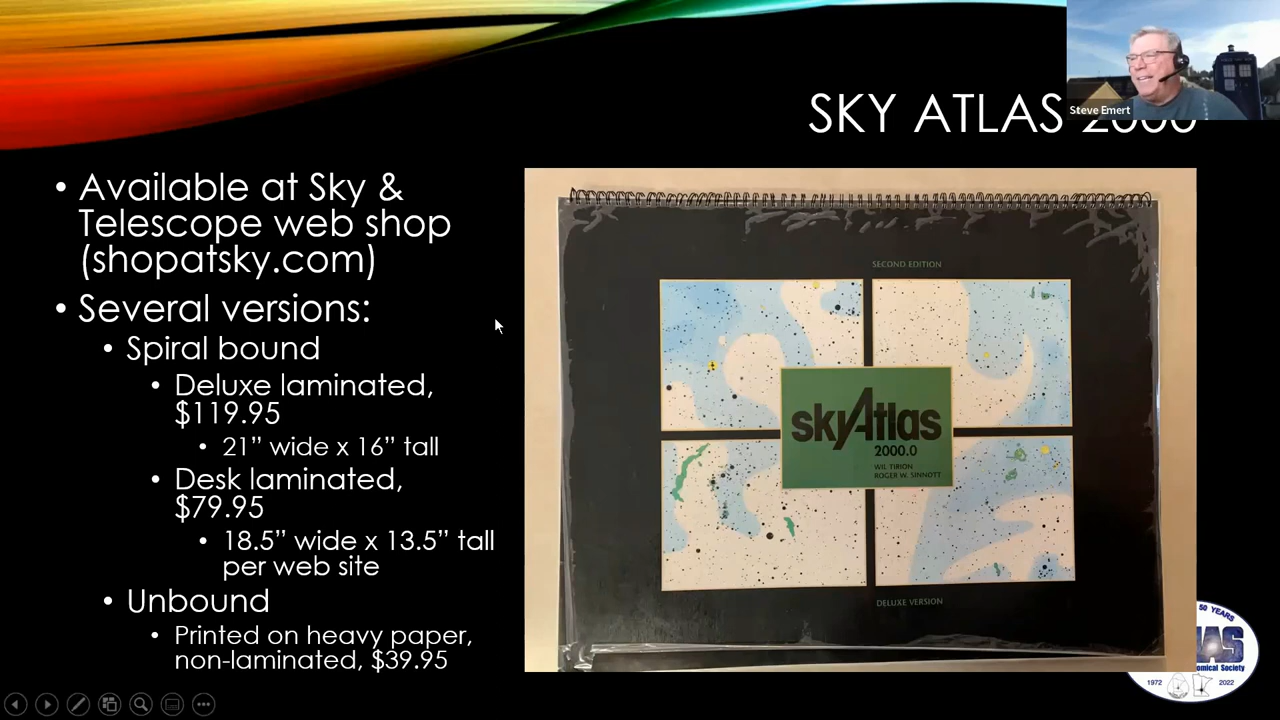 Steve Emert
SKY ATLAS 2000
• Available at Sky &
Telescope web shop
(shopatsky.com)
• Several versions:
• Spiral bound
• Deluxe laminated,
$119.95
• 21” wide x 16” tall
• Desk laminated,
$79.95
• 18.5” wide x 13.5” tall
per web site
• Unbound
• Printed on heavy paper,
non-laminated, $39.95
SECOND EDITION
skyAtlas
2000.0
WIL TIRION
ROGER W. SINNOTT
DELUXE VERSION
50 YEARS
Society
1972
2022